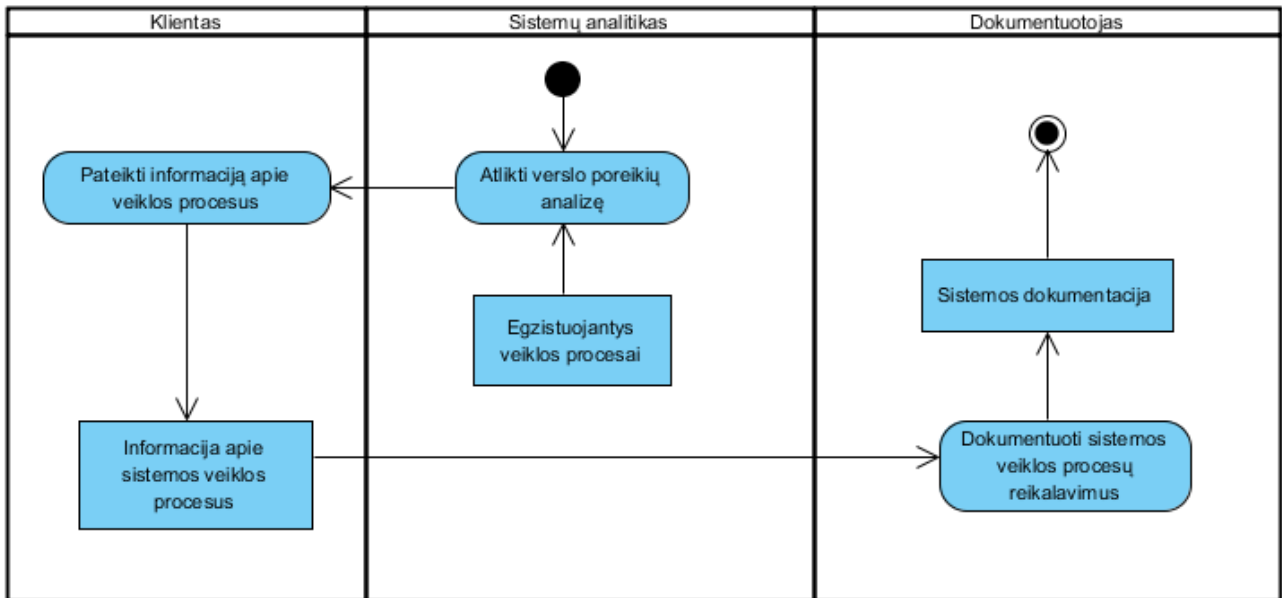 Klientas
Sistemų analitikas
Dokumentuotojas
Pateikti informaciją apie
veiklos procesus
Atlikti verslo poreikių
analizę
Sistemos dokumentacija
Egzistuojantys
veiklos procesai
Informacija apie
sistemos veiklos
procesus
Dokumentuoti sistemos
veiklos procesų
reikalavimus